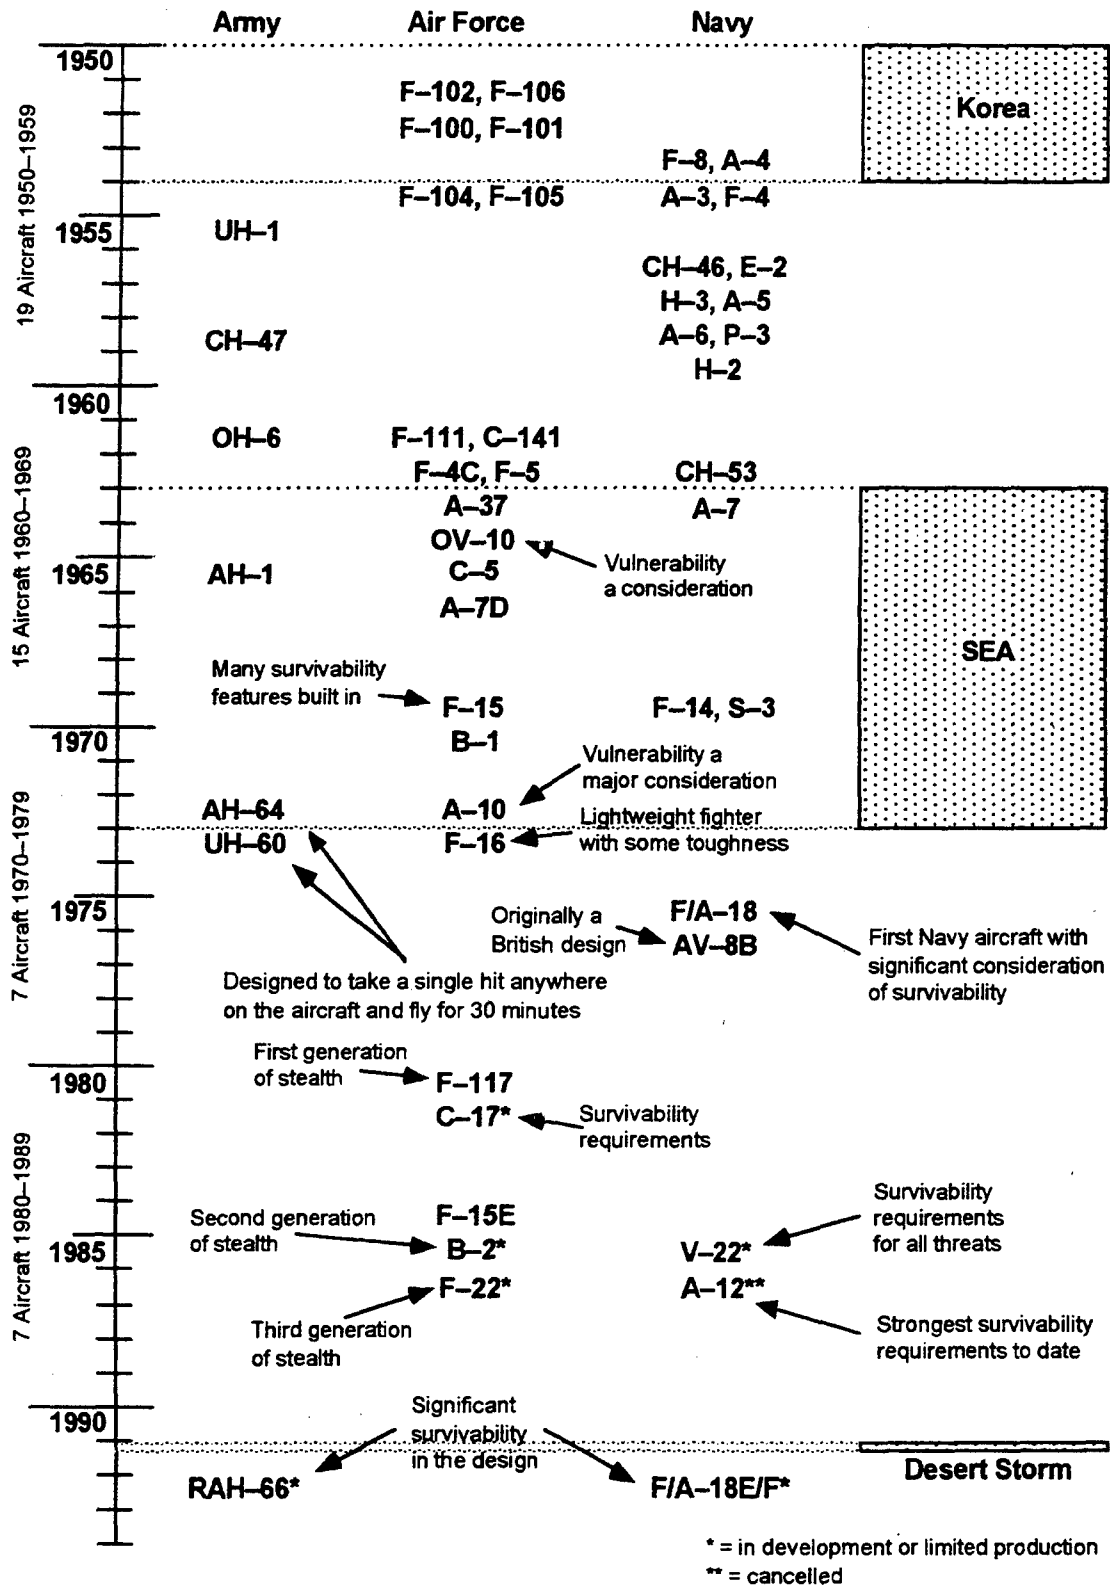 Army Air Force Navy
1950
Korea
F–102, F–106
F–100, F–101
F–8, A–4
F–104, F–105 A–3, F–4
19 Aircraft 1950–1959
1955
UH–1
CH–46, E–2
H–3, A–5
CH–47 A–6, P–3
H–2
1960
OH–6 F–111, C–141
F–4C, F–5 CH–53
A–37 A–7
15 Aircraft 1960–1969
OV–10
Vulnerability
a consideration
1965
AH–1 C–5
A–7D
SEA
Many survivability
features built in
F–15 F–14, S–3
1970
B–1
Vulnerability a
major consideration
AH–64 A–10
Lightweight fighter
with some toughness
UH–60 F–16
7 Aircraft 1970–1979
1975
F/A–18
Originally a
British design
AV–8B
First Navy aircraft with
significant consideration
of survivability
Designed to take a single hit anywhere
on the aircraft and fly for 30 minutes
First generation
of stealth
1980
F–117
C–17*
Survivability
requirements
7 Aircraft 1980–1989
F–15E
Second generation
of stealth
Survivability
requirements
for all threats
1985
B–2* V–22*
F–22* A–12**
Third generation
of stealth
Strongest survivability
requirements to date
1990
Significant
survivability
in the design
Desert Storm
RAH–66* F/A–18E/F*
* = in development or limited production
** = cancelled